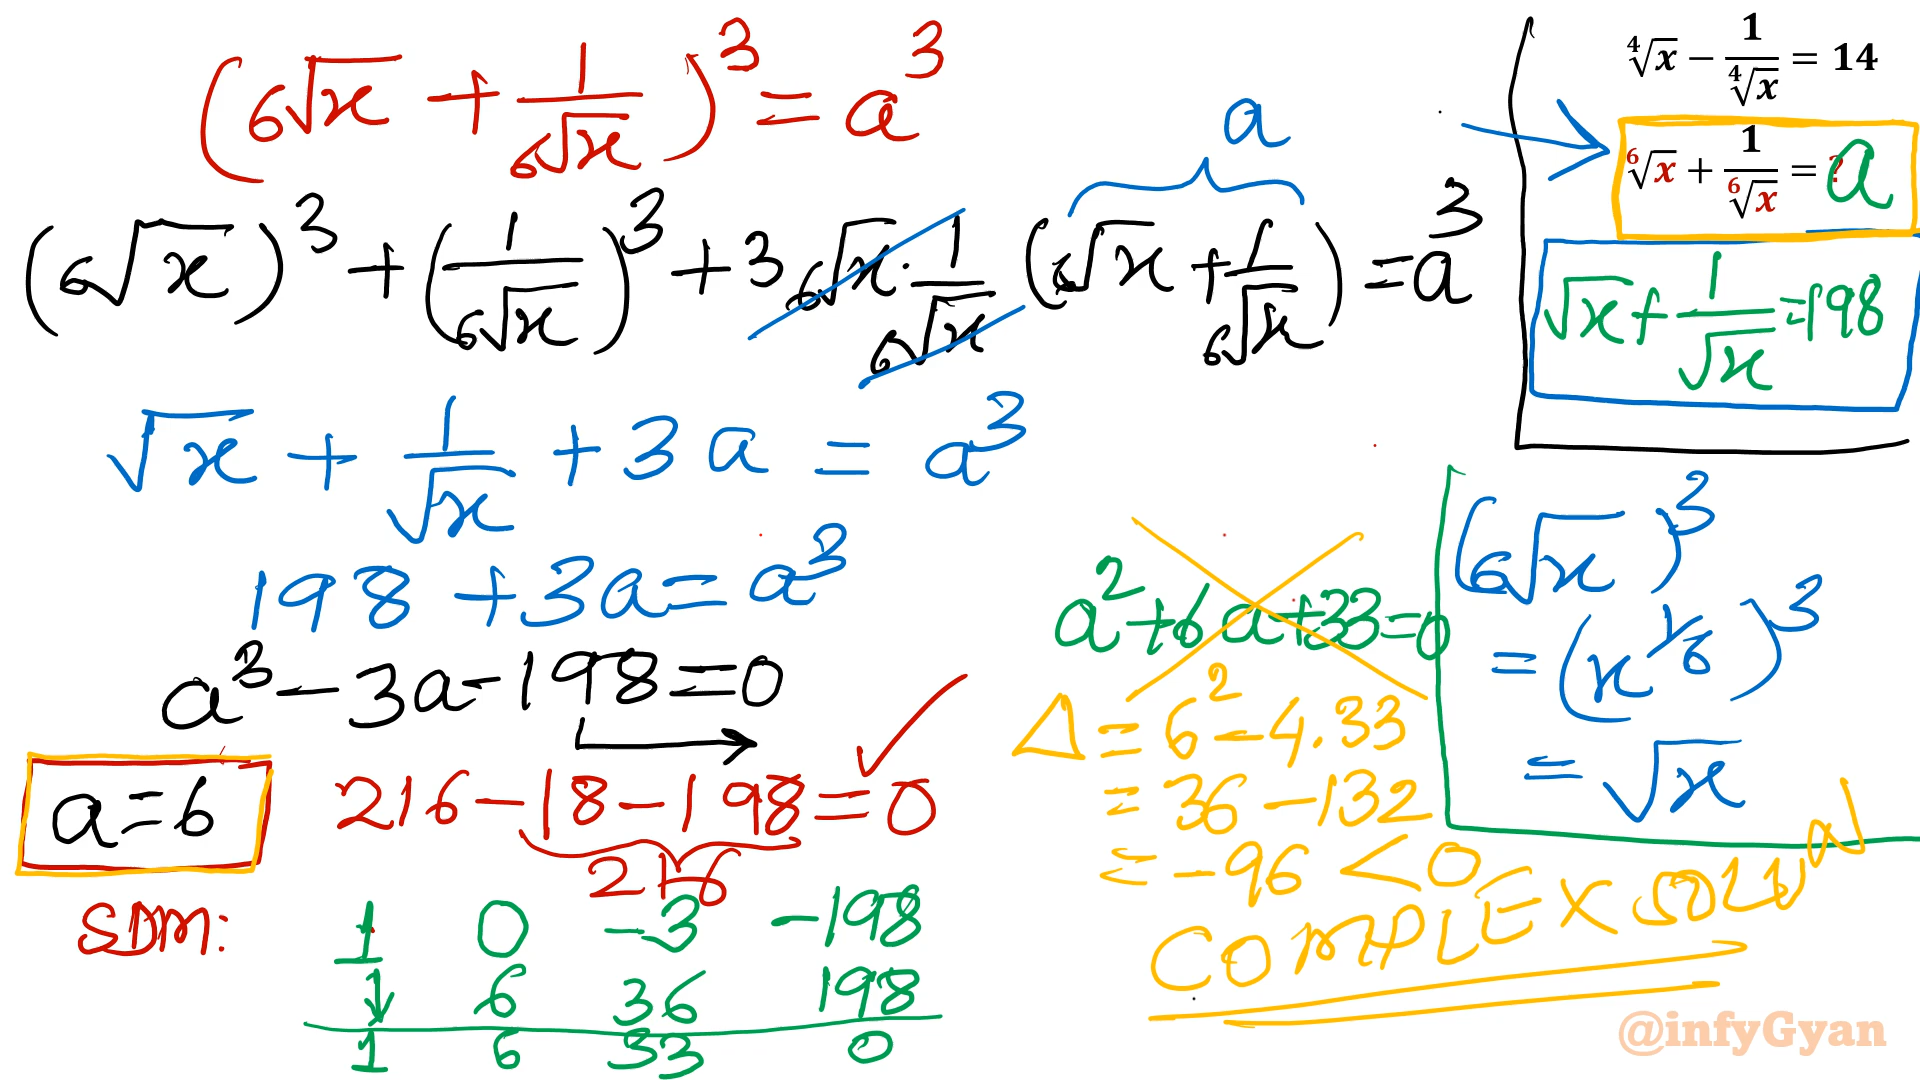 (⁶√x + 1/⁶√x)³ = a³
(⁶√x)³ + (1/⁶√x)³ + 3 ⁶√x · 1/⁶√x (⁶√x + 1/⁶√x) = a³
a
√x + 1/√x + 3a = a³
198 + 3a = a³
a³ - 3a - 198 = 0
a = 6
216 - 18 - 198 = 0
216
SDM:
1 0 -3 -198
↓ 6 36 198
1 6 33 0
⁴√x − 1/⁴√x = 14
⁶√x + 1/⁶√x = ? a
√x + 1/√x = 198
(⁶√x)³
= (x^1/6)³
= √x
a² + 6a + 33 = 0
Δ = 6² - 4.33
= 36 - 132
= -96 < 0
COMPLEX SOLN
@infyGyan